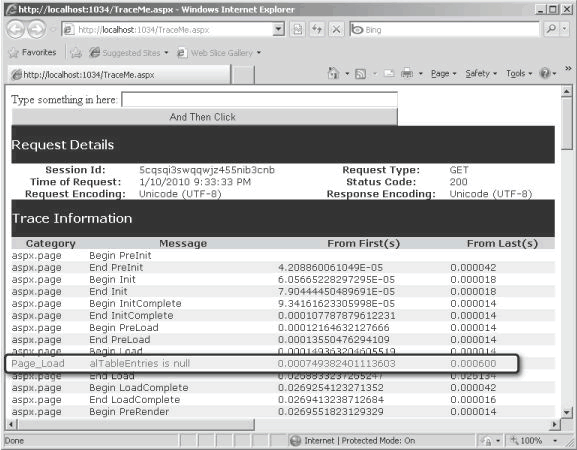 http://localhost:1034/TraceMe.aspx - Windows Internet Explorer
http://localhost:1034/TraceMe.aspx Bing
Favorites Suggested Sites Web Slice Gallery
http://localhost:1034/TraceMe.aspx Page Safety Tools
Type something in here:
And Then Click
Request Details
Session Id: 5cqsqi3swqqwjz455nib3cnb Request Type: GET
Time of Request: 1/10/2010 9:33:33 PM Status Code: 200
Request Encoding: Unicode (UTF-8) Response Encoding: Unicode (UTF-8)
Trace Information
Category Message From First(s) From Last(s)
aspx.page Begin PreInit
aspx.page End PreInit 4.208860061049E-05 0.000042
aspx.page Begin Init 6.05665228297295E-05 0.000018
aspx.page End Init 7.90444450489691E-05 0.000018
aspx.page Begin InitComplete 9.34161623305998E-05 0.000014
aspx.page End InitComplete 0.000107787879612231 0.000014
aspx.page Begin PreLoad 0.00012164632127666 0.000014
aspx.page End PreLoad 0.0001355047629410​9 0.000014
aspx.page Begin Load 0.000149363204605519 0.000014
Page_Load alTableEntries is null 0.000749382401113603 0.000600
aspx.page End Load 0.025134
aspx.page Begin LoadComplete 0.0269254123271352 0.000042
aspx.page End LoadComplete 0.0269413238712684 0.000016
aspx.page Begin PreRender 0.0269551823129329 0.000014
Done Internet | Protected Mode: On 100%